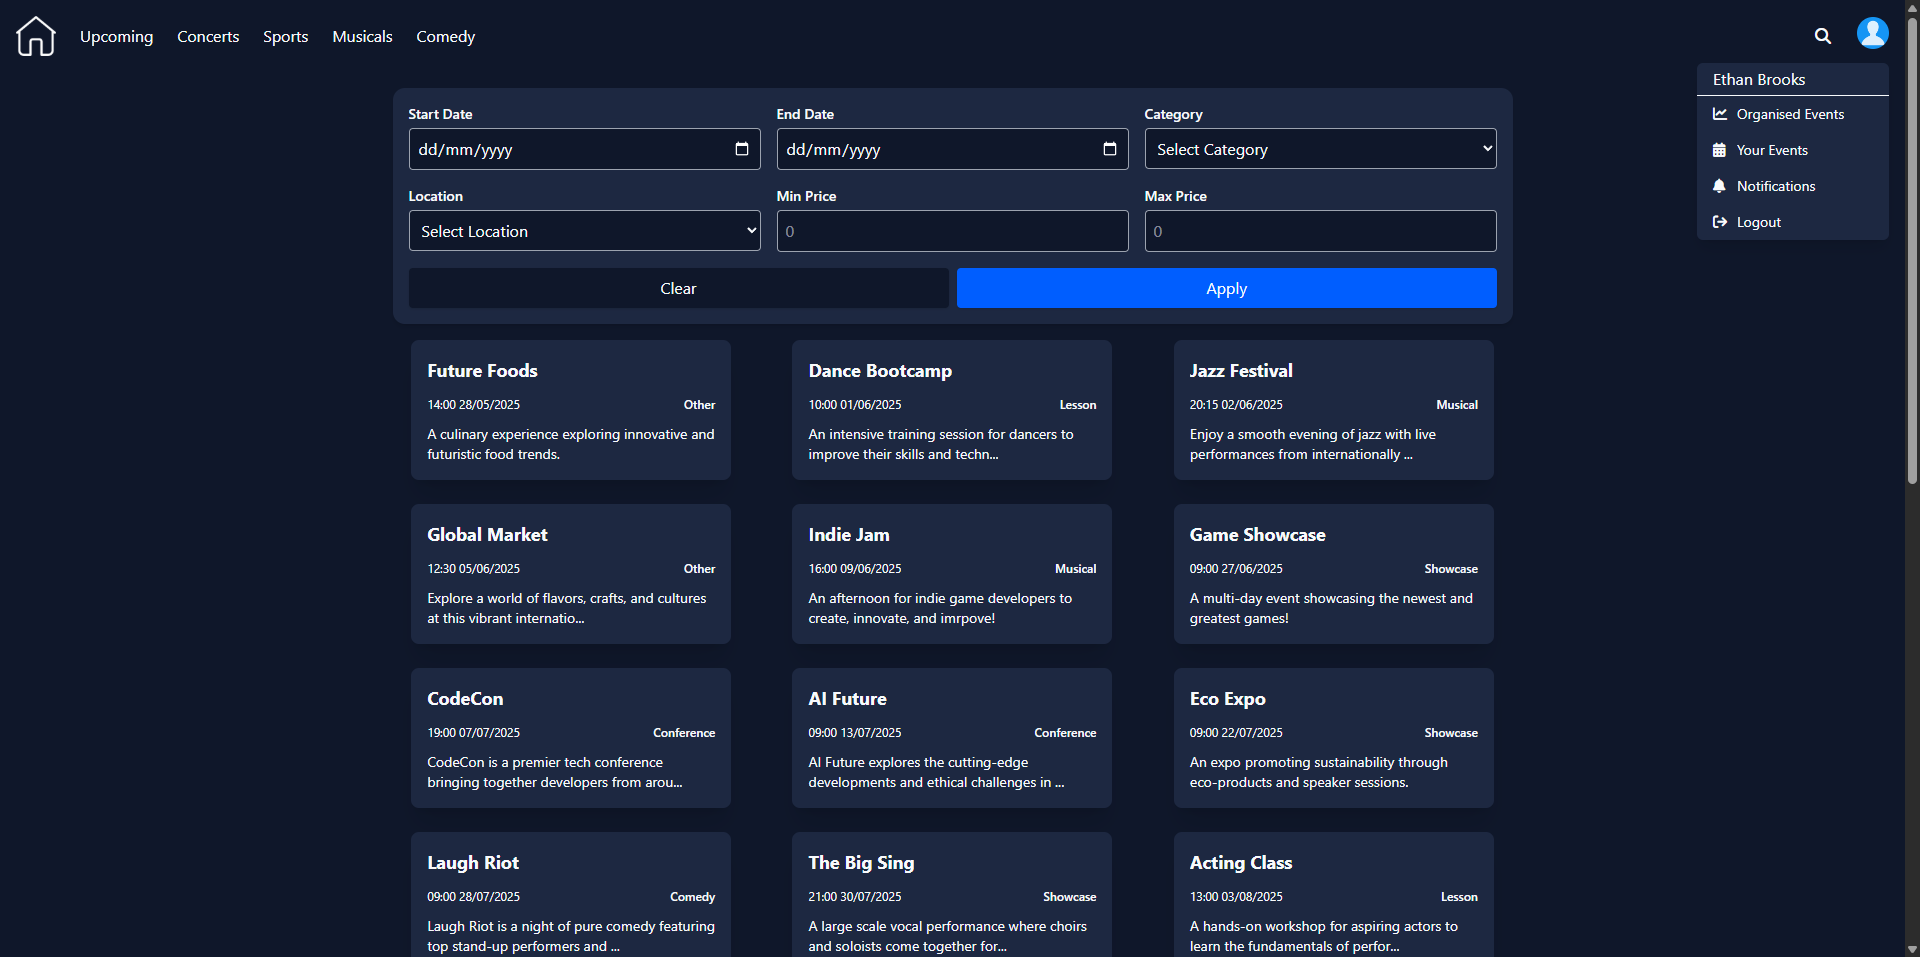 Upcoming Concerts Sports Musicals Comedy
Ethan Brooks
Organised Events
Your Events
Notifications
Logout
Start Date End Date Category
dd/mm/yyyy dd/mm/yyyy Select Category
Location Min Price Max Price
Select Location 0 0
Clear Apply
Future Foods
14:00 28/05/2025 Other
A culinary experience exploring innovative and
futuristic food trends.
Dance Bootcamp
10:00 01/06/2025 Lesson
An intensive training session for dancers to
improve their skills and techn...
Jazz Festival
20:15 02/06/2025 Musical
Enjoy a smooth evening of jazz with live
performances from internationally ...
Global Market
12:30 05/06/2025 Other
Explore a world of flavors, crafts, and cultures
at this vibrant internatio...
Indie Jam
16:00 09/06/2025 Musical
An afternoon for indie game developers to
create, innovate, and imrpove!
Game Showcase
09:00 27/06/2025 Showcase
A multi-day event showcasing the newest and
greatest games!
CodeCon
19:00 07/07/2025 Conference
CodeCon is a premier tech conference
bringing together developers from arou...
AI Future
09:00 13/07/2025 Conference
AI Future explores the cutting-edge
developments and ethical challenges in ...
Eco Expo
09:00 22/07/2025 Showcase
An expo promoting sustainability through
eco-products and speaker sessions.
Laugh Riot
09:00 28/07/2025 Comedy
Laugh Riot is a night of pure comedy featuring
top stand-up performers and ...
The Big Sing
21:00 30/07/2025 Showcase
A large scale vocal performance where choirs
and soloists come together for...
Acting Class
13:00 03/08/2025 Lesson
A hands-on workshop for aspiring actors to
learn the fundamentals of perfor...